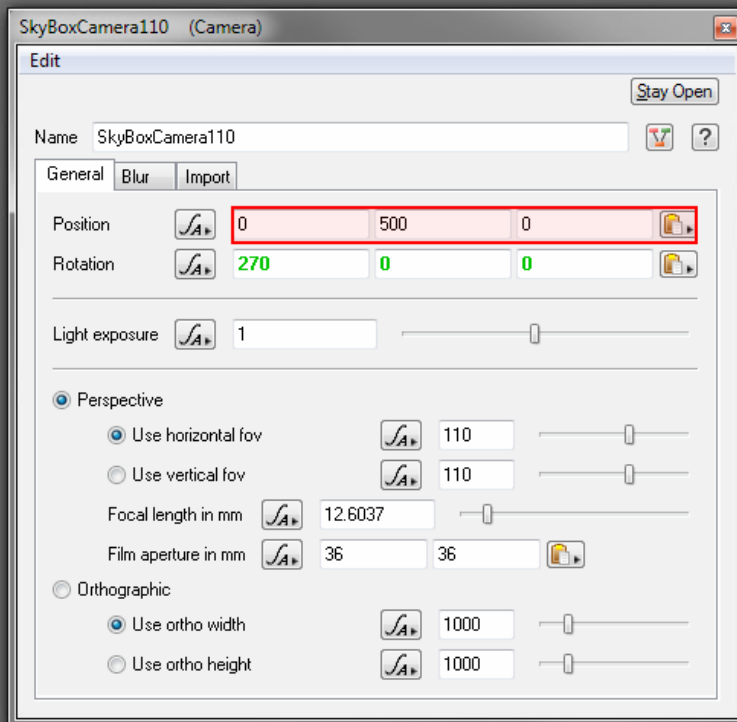 SkyBoxCamera110 (Camera)
Edit
Stay Open
Name SkyBoxCamera110 ?
General Blur Import
Position 0 500 0
Rotation 270 0 0
Light exposure 1
Perspective
Use horizontal fov 110
Use vertical fov 110
Focal length in mm 12.6037
Film aperture in mm 36 36
Orthographic
Use ortho width 1000
Use ortho height 1000